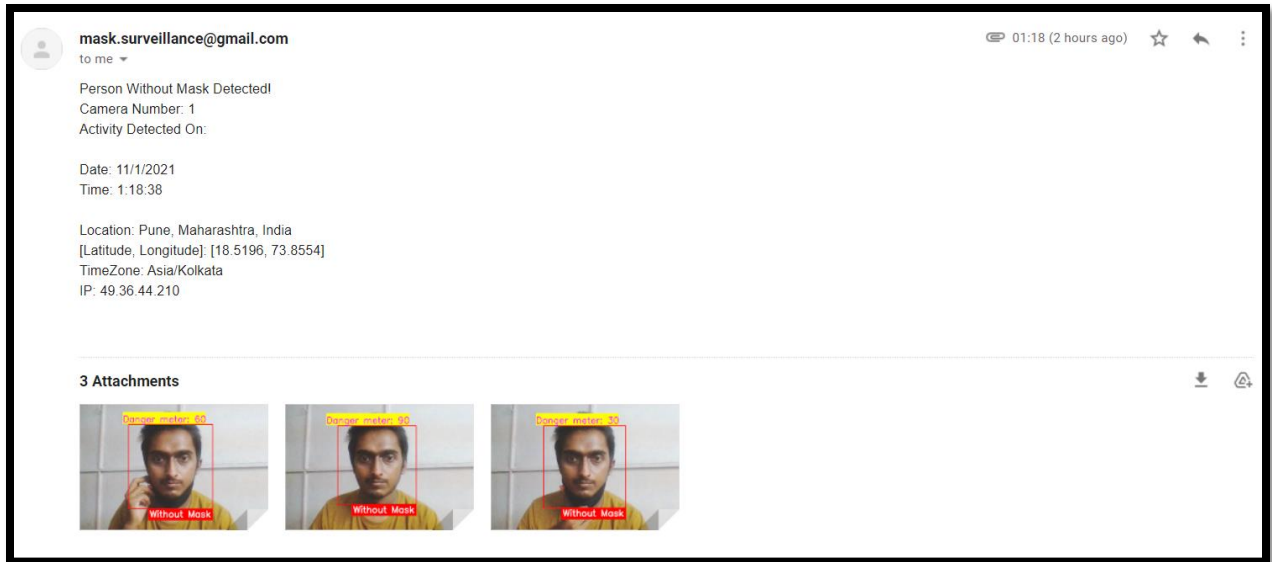 mask.surveillance@gmail.com
01:18 (2 hours ago)
to me
Person Without Mask Detected!
Camera Number: 1
Activity Detected On:
Date: 11/1/2021
Time: 1:18:38
Location: Pune, Maharashtra, India
[Latitude, Longitude]: [18.5196, 73.8554]
TimeZone: Asia/Kolkata
IP: 49.36.44.210
3 Attachments
Danger meter: 60
Without Mask
Danger meter: 90
Without Mask
Danger meter: 30
Without Mask